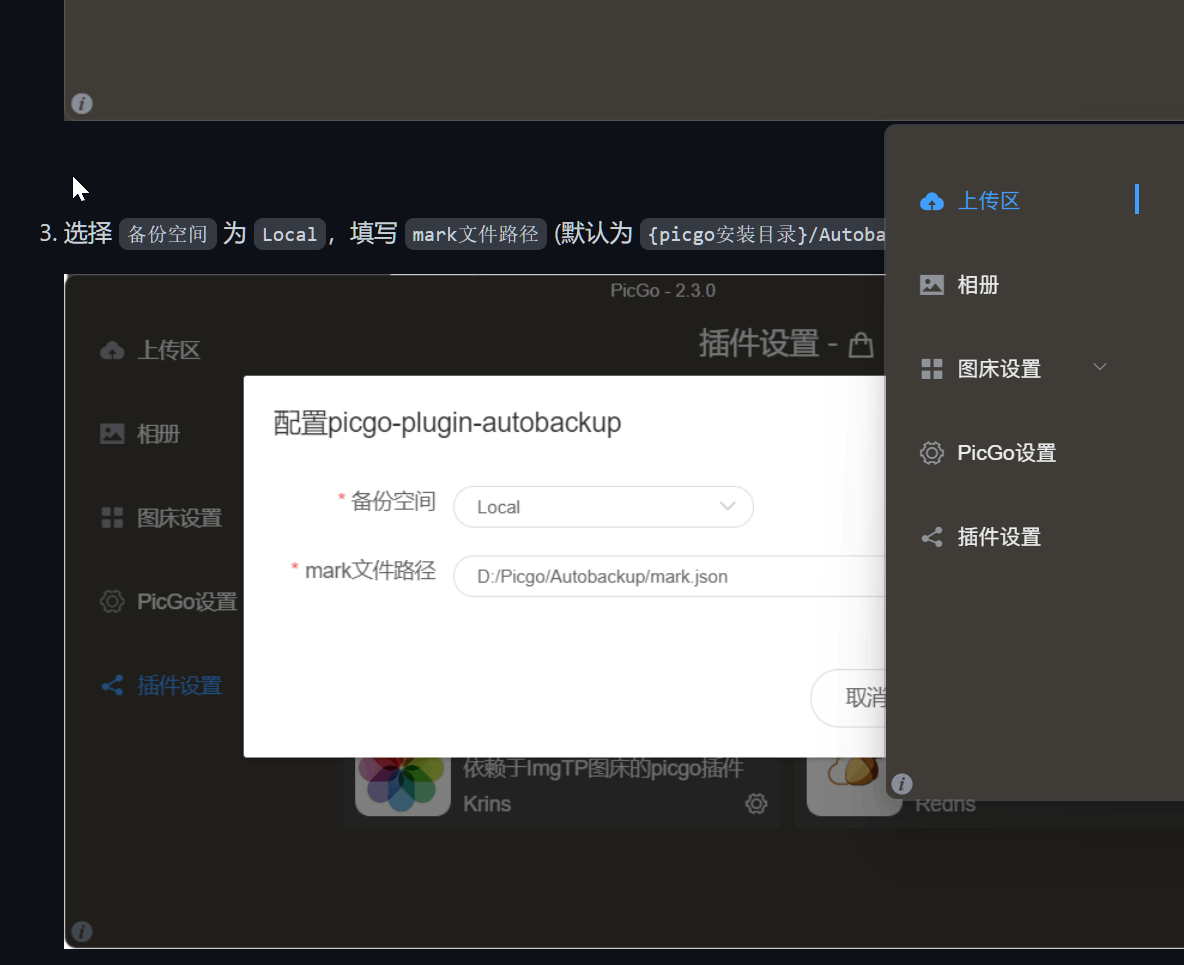 3. 选择 备份空间 为 Local，填写 mark文件路径 (默认为 {picgo安装目录}/Autoba
PicGo - 2.3.0
上传区
相册
图床设置
PicGo设置
插件设置
插件设置 -
配置picgo-plugin-autobackup
* 备份空间 Local
* mark文件路径 D:/Picgo/Autobackup/mark.json
取消
依赖于ImgTP图床的picgo插件
Krins
Redns
上传区
相册
图床设置
PicGo设置
插件设置